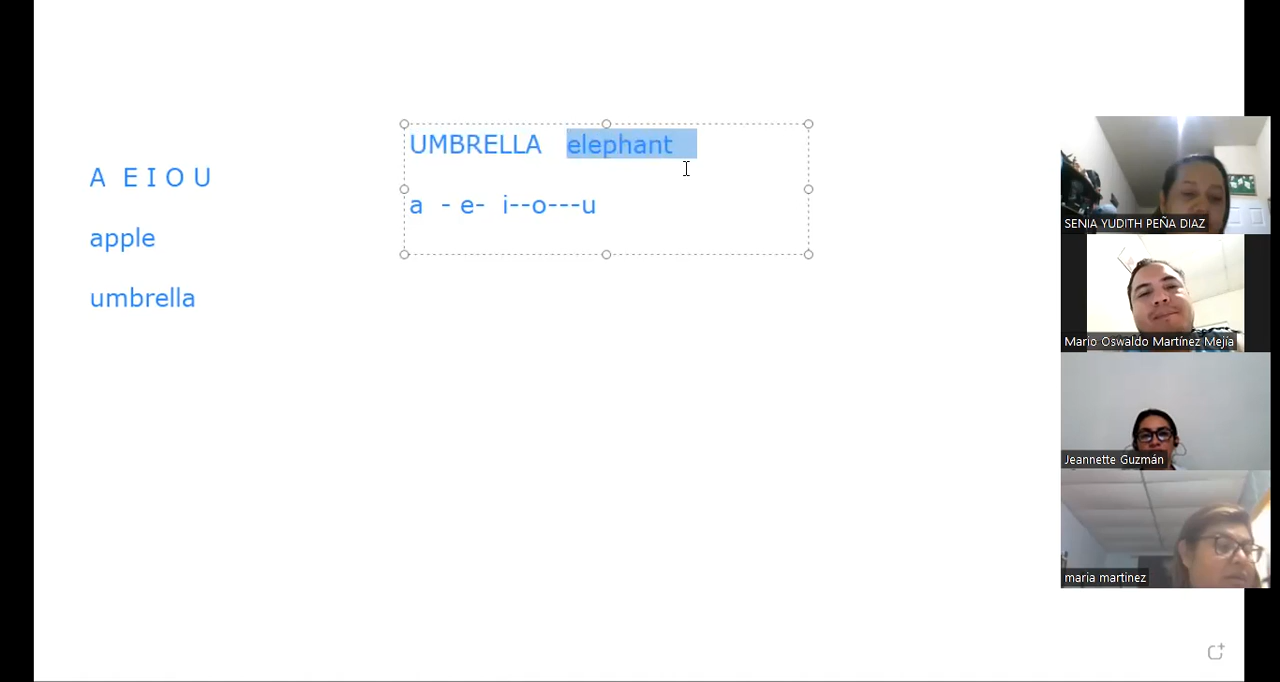 A E I O U
apple
umbrella
UMBRELLA elephant
a - e- i--o---u
SENIA YUDITH PEÑA DIAZ
Mario Oswaldo Martínez Mejía
Jeannette Guzmán
maria martinez